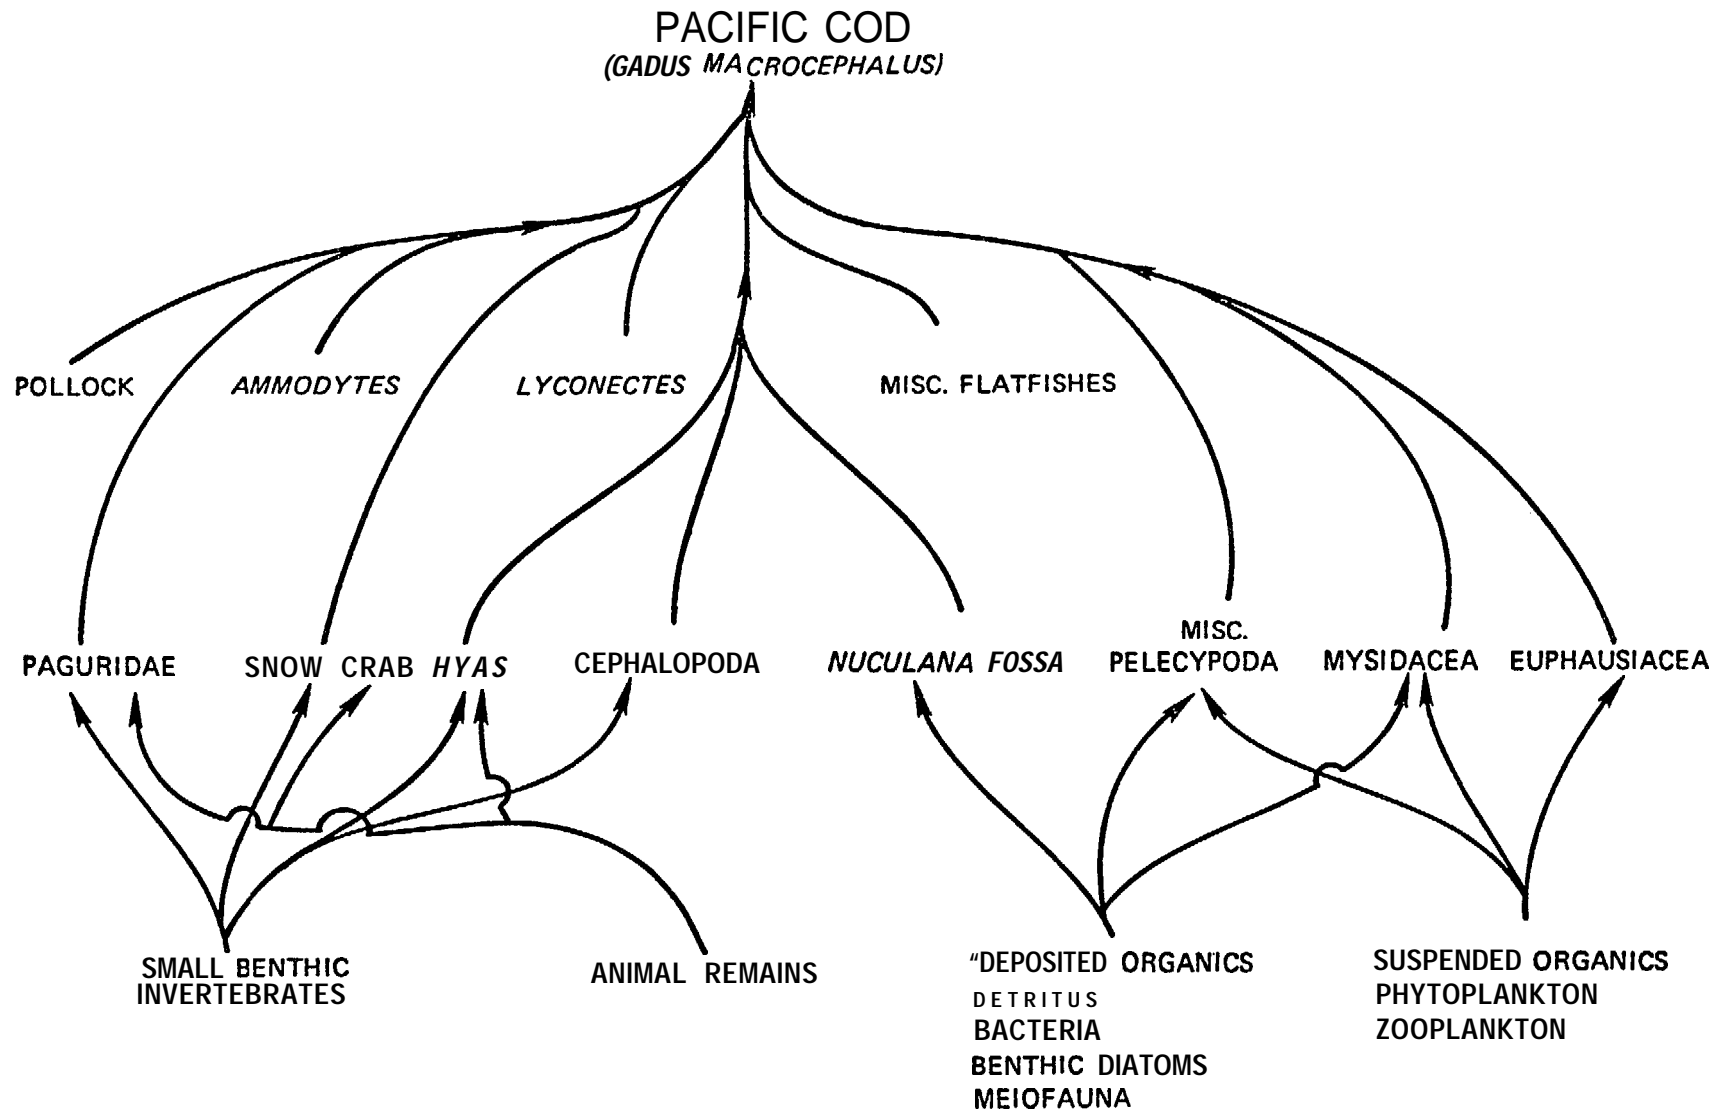 PACIFIC COD
(GADUS MACROCEPHALUS)
POLLOCK
AMMODYTES
LYCONECTES
MISC. FLATFISHES
PAGURIDAE
SNOW CRAB
HYAS
CEPHALOPODA
NUCULANA FOSSA
MISC.
PELECYPODA
MYSIDACEA
EUPHAUSIACEA
SMALL BENTHIC
INVERTEBRATES
ANIMAL REMAINS
“DEPOSITED ORGANICS
DETRITUS
BACTERIA
BENTHIC DIATOMS
MEIOFAUNA
SUSPENDED ORGANICS
PHYTOPLANKTON
ZOOPLANKTON